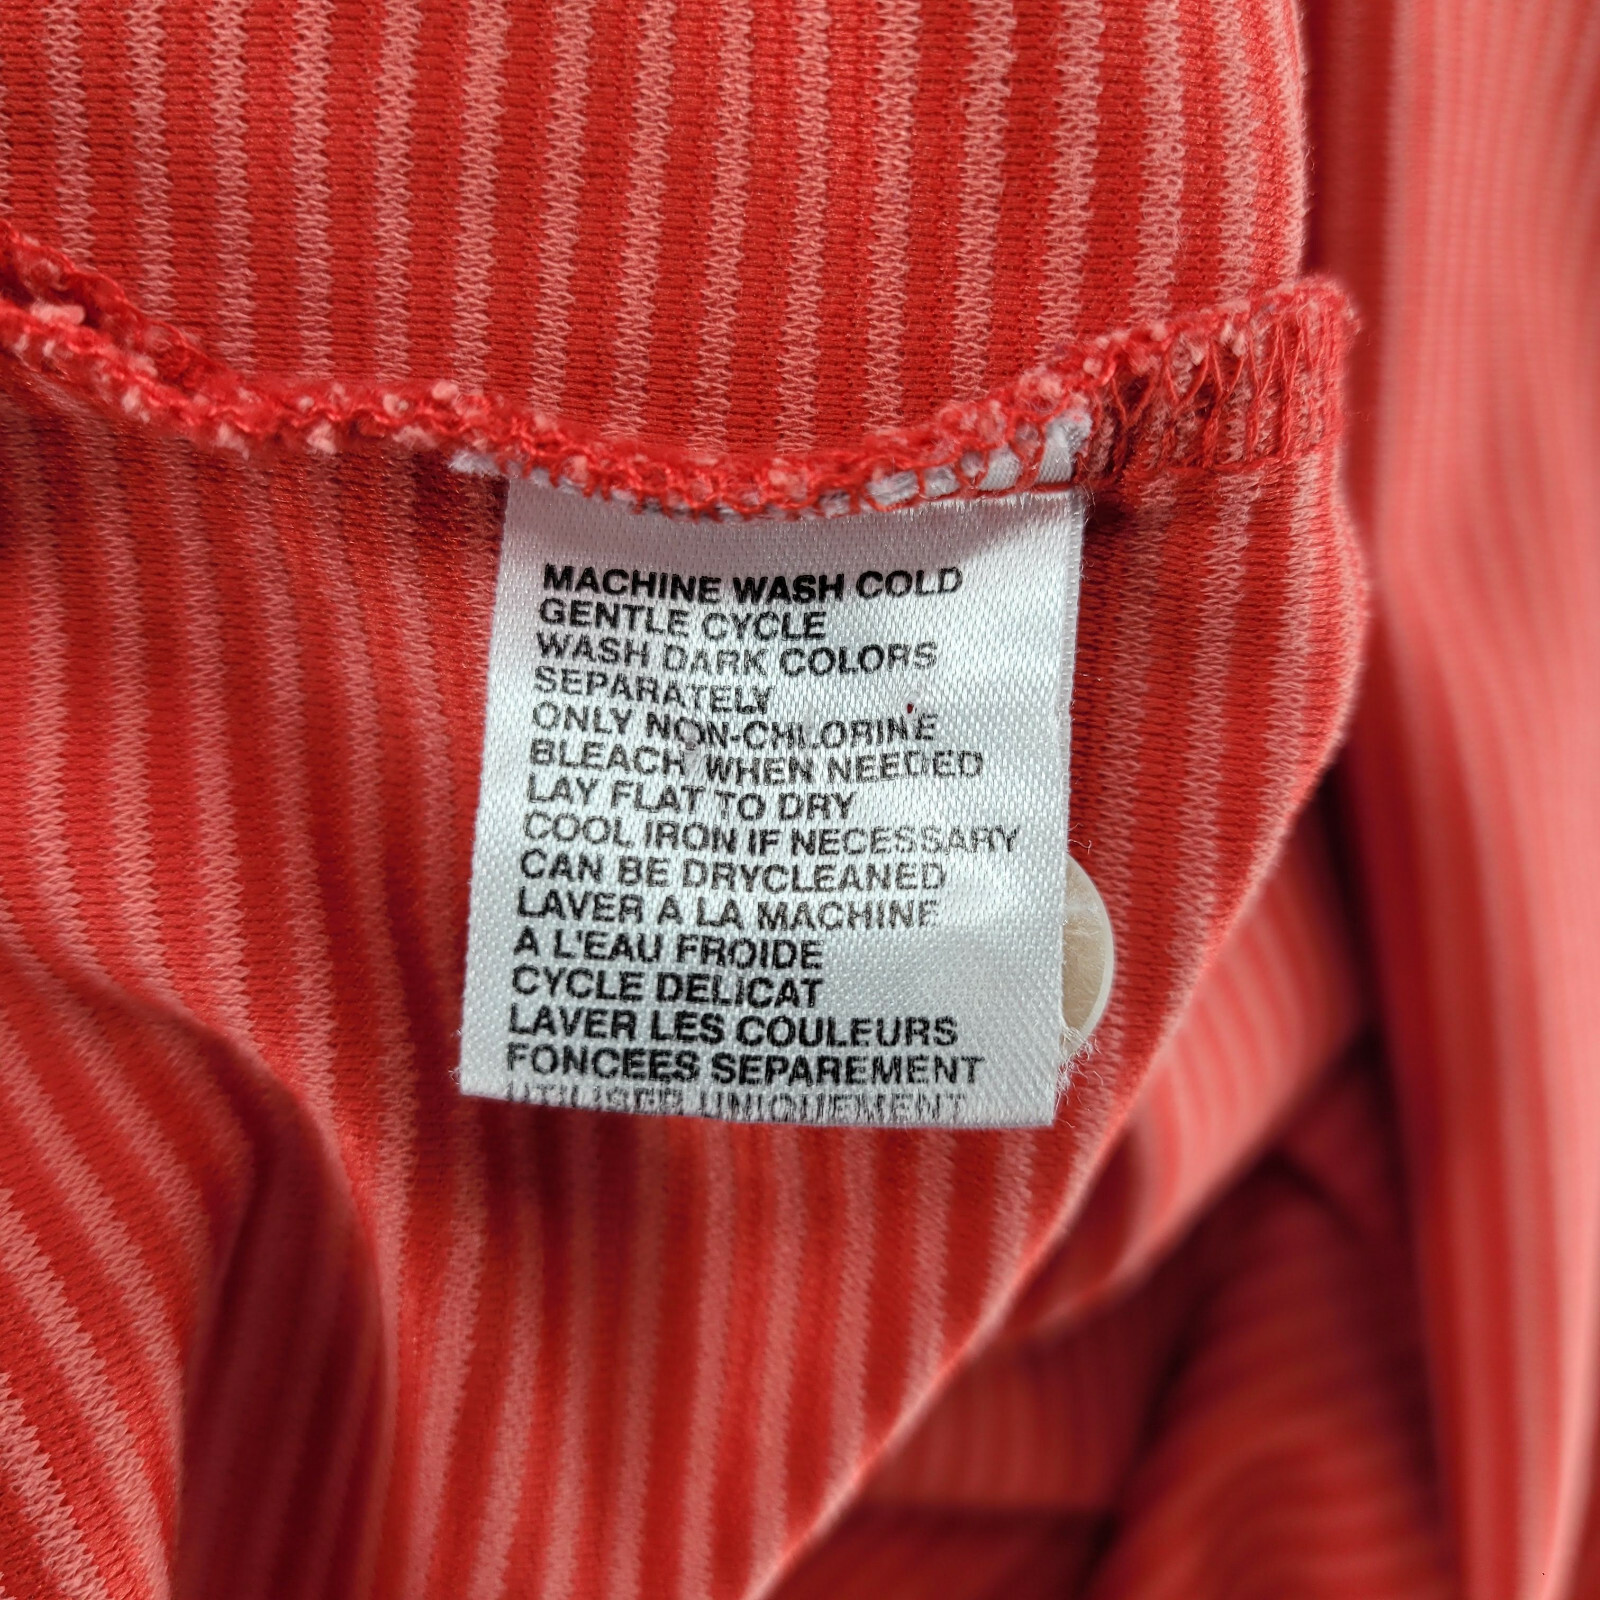 MACHINE WASH COLD
GENTLE CYCLE
WASH DARK COLORS
SEPARATELY
ONLY NON-CHLORINE
BLEACH WHEN NEEDED
LAY FLAT TO DRY
COOL IRON IF NECESSARY
CAN BE DRYCLEANED
LAVER A LA MACHINE
A L'EAU FROIDE
CYCLE DELICAT
LAVER LES COULEURS
FONCEES SEPAREMENT
UTILISER UNIQUEMENT